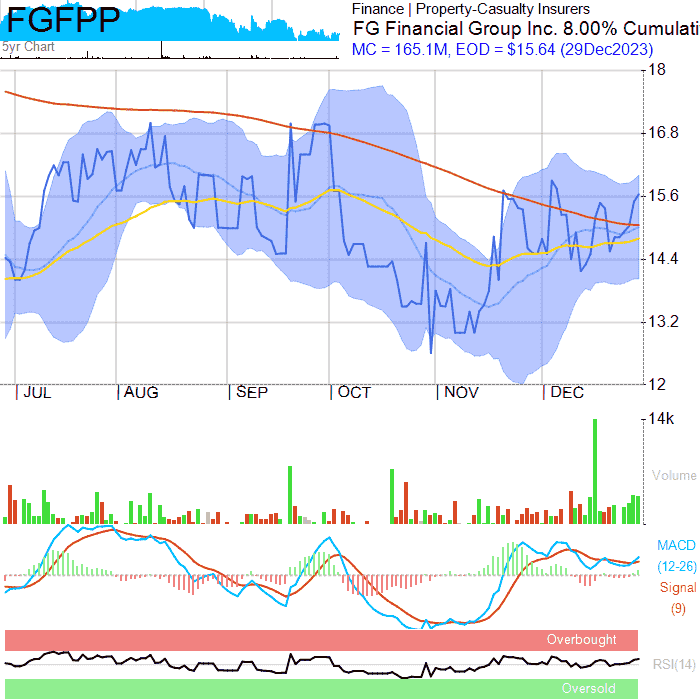 FGFPP
5yr Chart
Finance | Property-Casualty Insurers
FG Financial Group Inc. 8.00% Cumulati
MC = 165.1M, EOD = $15.64 (29Dec2023)
18
16.8
15.6
14.4
13.2
12
JUL AUG SEP OCT NOV DEC
14k
Volume
MACD
(12-26)
Signal
(9)
Overbought
RSI(14)
Oversold